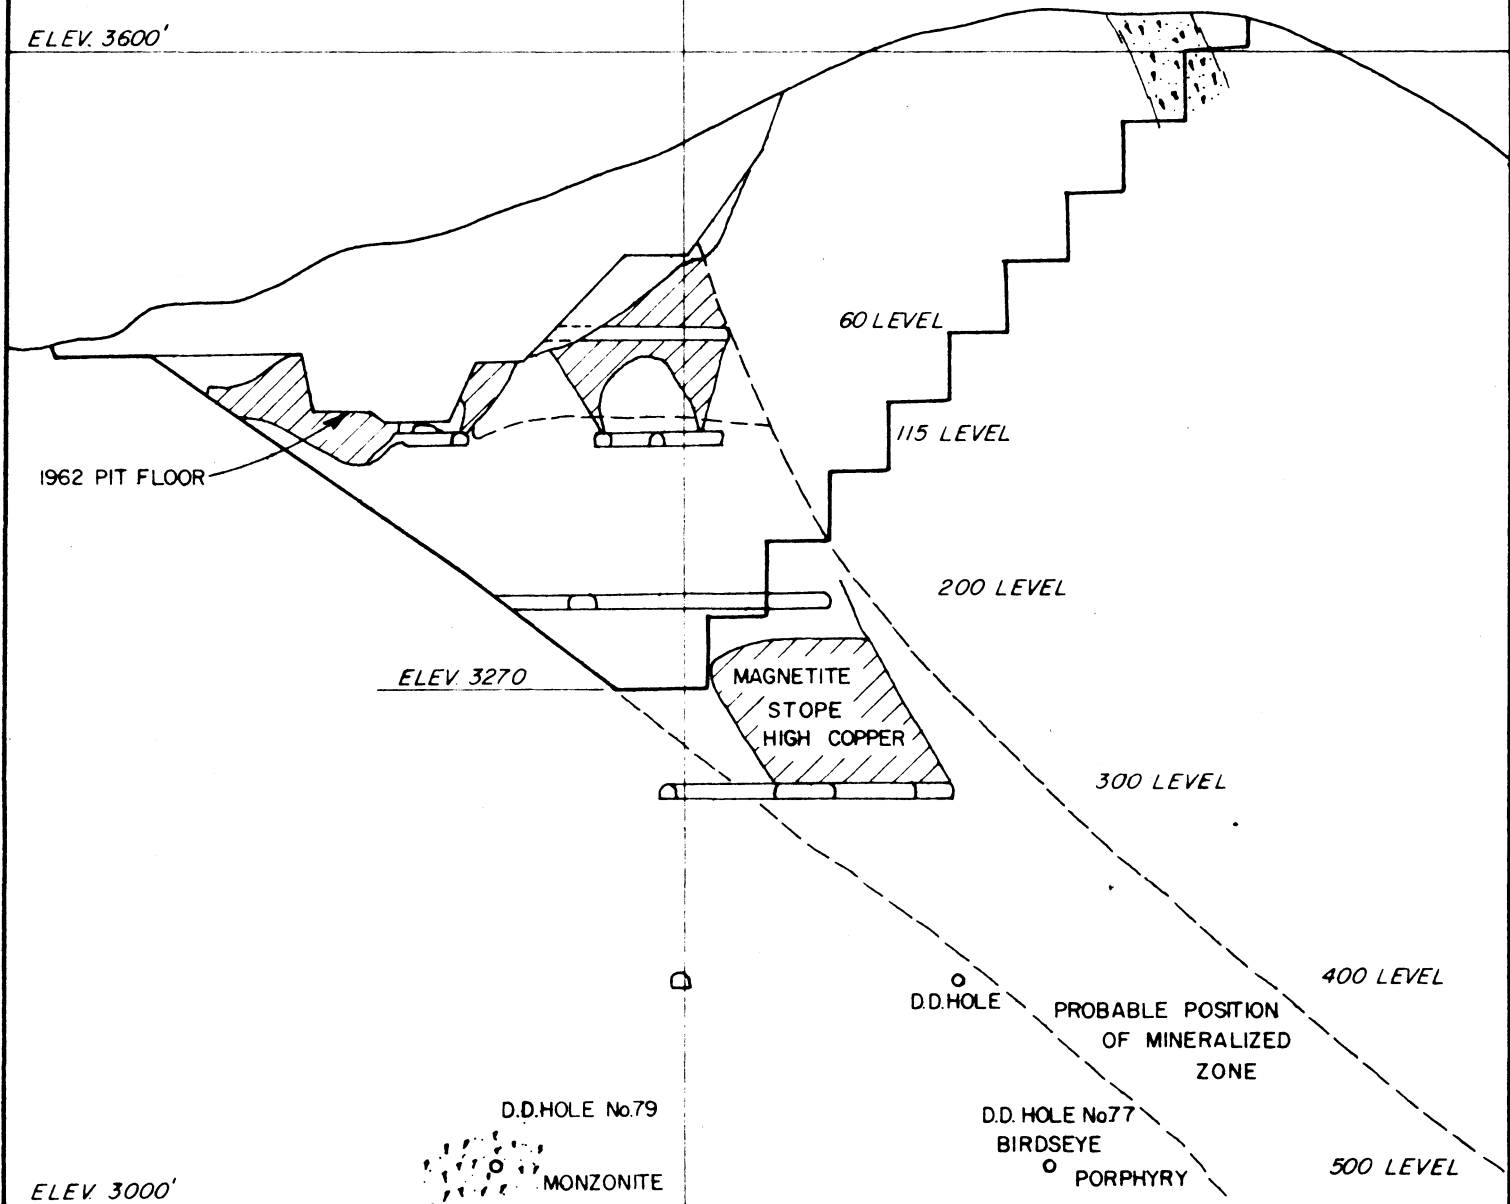 ELEV. 3600'
60 LEVEL
115 LEVEL
1962 PIT FLOOR
200 LEVEL
ELEV. 3270
MAGNETITE
STOPE
HIGH COPPER
300 LEVEL
400 LEVEL
D.D.HOLE
PROBABLE POSITION
OF MINERALIZED
ZONE
D.D.HOLE No.79
MONZONITE
D.D. HOLE No.77
BIRDSEYE
PORPHYRY
500 LEVEL
ELEV. 3000'